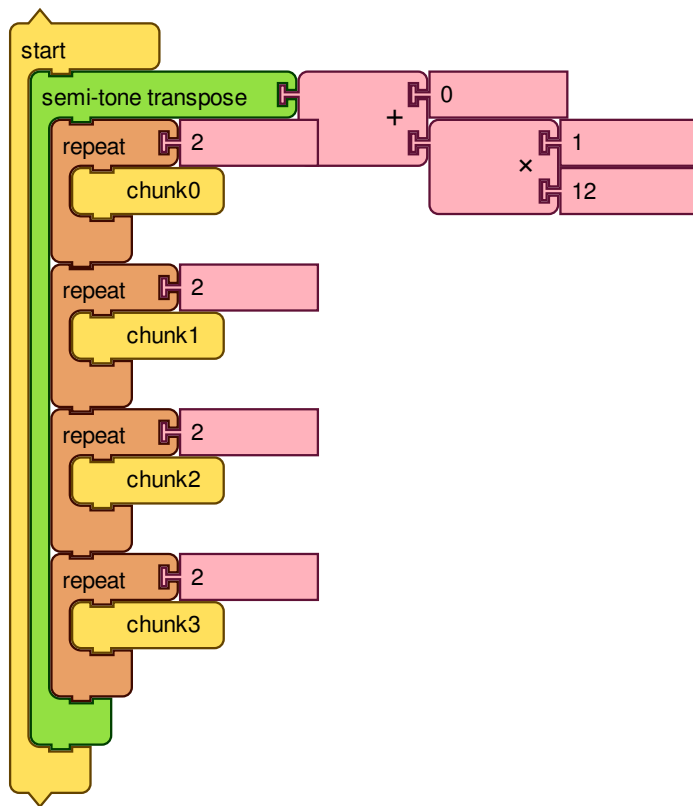 start
semi-tone transpose + 0
repeat 2 × 1
chunk0 12
repeat 2
chunk1
repeat 2
chunk2
repeat 2
chunk3